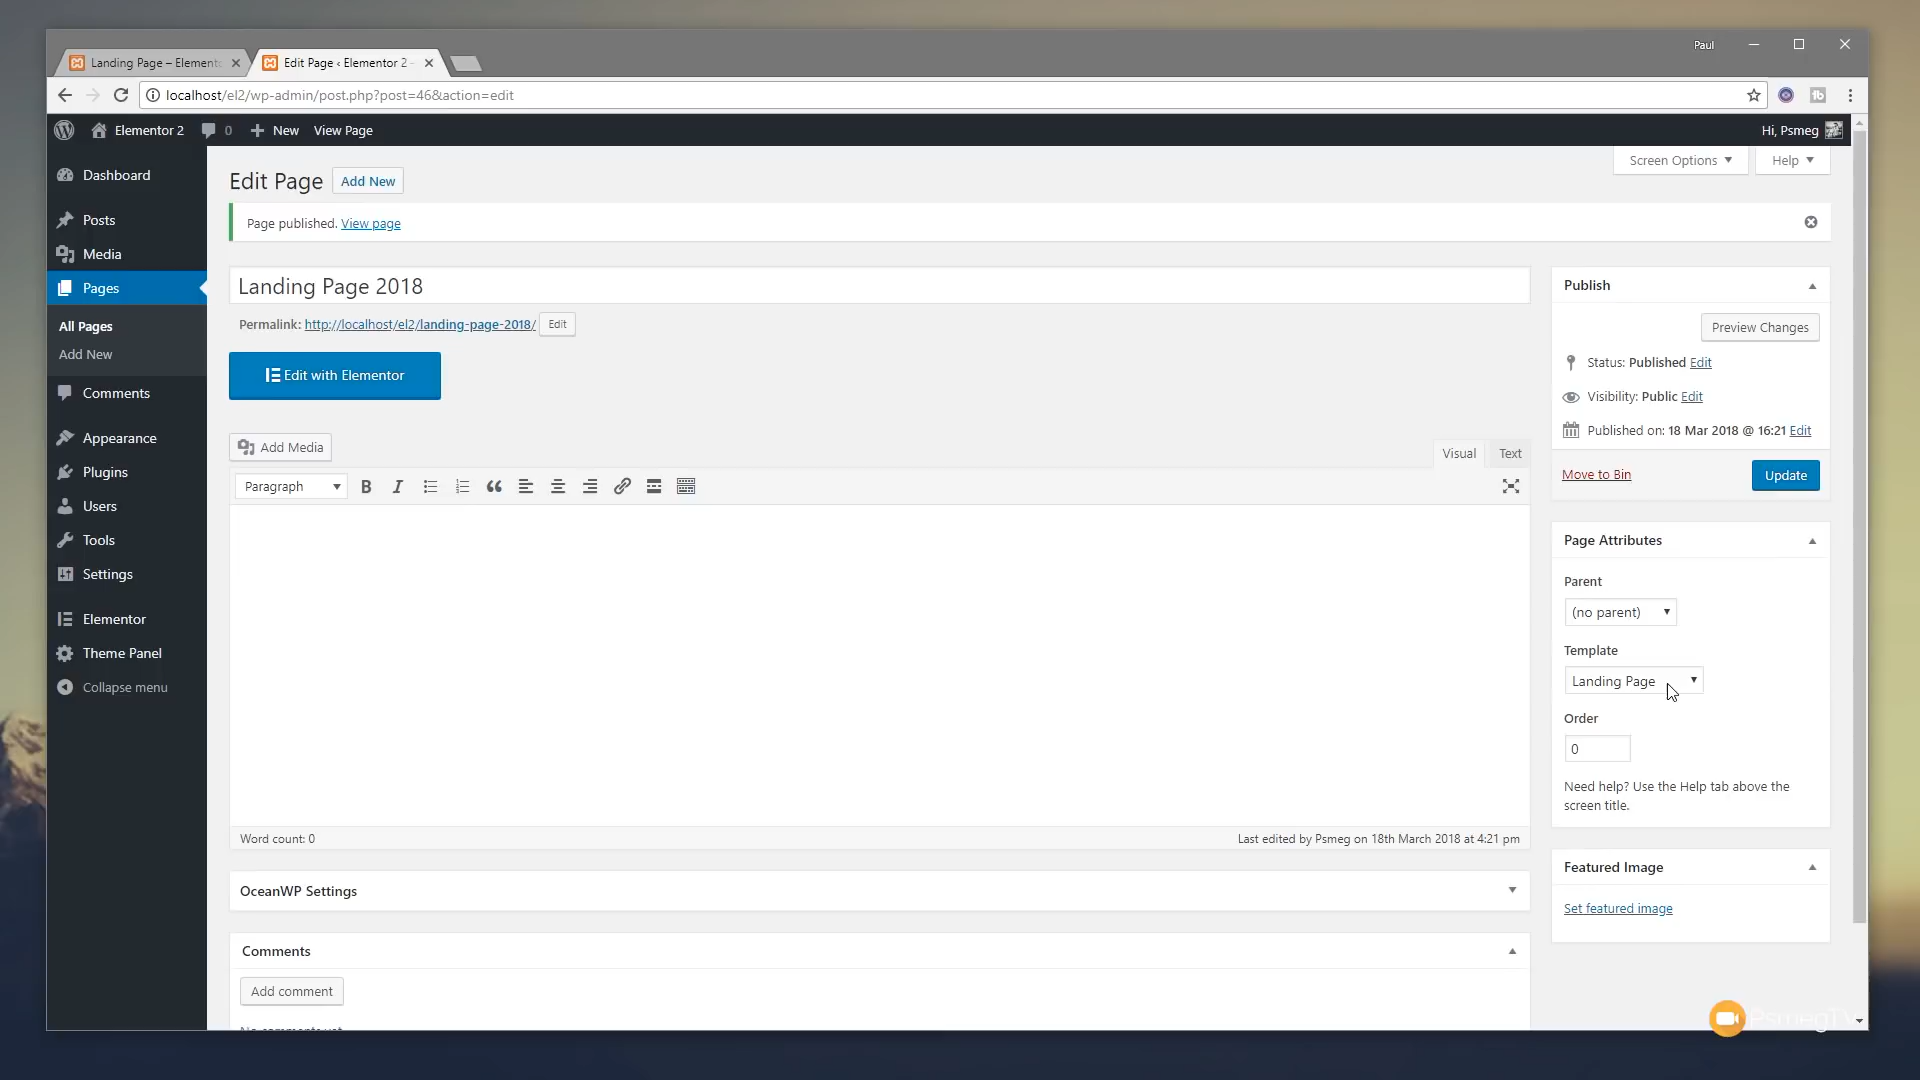 Paul
Landing Page – Element
Edit Page ‹ Elementor 2 -
localhost/el2/wp-admin/post.php?post=46&action=edit
Elementor 2
0
New
View Page
Hi, Psmeg
Screen Options
Help
Dashboard
Posts
Media
Pages
All Pages
Add New
Comments
Appearance
Plugins
Users
Tools
Settings
Elementor
Theme Panel
Collapse menu
Edit Page
Add New
Page published. View page
Landing Page 2018
Permalink: http://localhost/el2/landing-page-2018/ Edit
Edit with Elementor
Add Media
Visual
Text
Paragraph
Word count: 0
Last edited by Psmeg on 18th March 2018 at 4:21 pm
OceanWP Settings
Comments
Add comment
No comments yet
Publish
Preview Changes
Status: Published Edit
Visibility: Public Edit
Published on: 18 Mar 2018 @ 16:21 Edit
Move to Bin
Update
Page Attributes
Parent
(no parent)
Template
Landing Page
Order
0
Need help? Use the Help tab above the
screen title.
Featured Image
Set featured image
PsmegTV